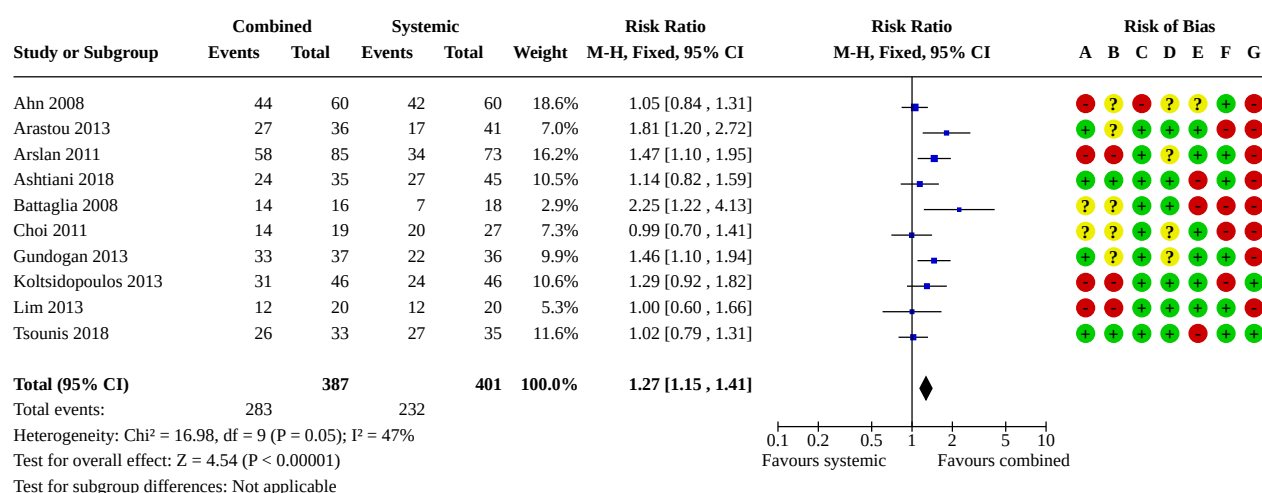 Combined Systemic Risk Ratio Risk Ratio Risk of Bias
Study or Subgroup Events Total Events Total Weight M-H, Fixed, 95% CI M-H, Fixed, 95% CI A B C D E F G
Ahn 2008 44 60 42 60 18.6% 1.05 [0.84 , 1.31] - ? - ? ? + -
Arastou 2013 27 36 17 41 7.0% 1.81 [1.20 , 2.72] + ? + + + - -
Arslan 2011 58 85 34 73 16.2% 1.47 [1.10 , 1.95] - - + ? + + -
Ashtiani 2018 24 35 27 45 10.5% 1.14 [0.82 , 1.59] + + + + - + -
Battaglia 2008 14 16 7 18 2.9% 2.25 [1.22 , 4.13] ? ? + + - - -
Choi 2011 14 19 20 27 7.3% 0.99 [0.70 , 1.41] ? ? + ? + - -
Gundogan 2013 33 37 22 36 9.9% 1.46 [1.10 , 1.94] + ? + ? + + -
Koltsidopoulos 2013 31 46 24 46 10.6% 1.29 [0.92 , 1.82] - - + + + - +
Lim 2013 12 20 12 20 5.3% 1.00 [0.60 , 1.66] - - + + + + -
Tsounis 2018 26 33 27 35 11.6% 1.02 [0.79 , 1.31] + + + + - + +
Total (95% CI) 387 401 100.0% 1.27 [1.15 , 1.41]
Total events: 283 232
Heterogeneity: Chi² = 16.98, df = 9 (P = 0.05); I² = 47%
0.1 0.2 0.5 1 2 5 10
Test for overall effect: Z = 4.54 (P < 0.00001)
Favours systemic Favours combined
Test for subgroup differences: Not applicable